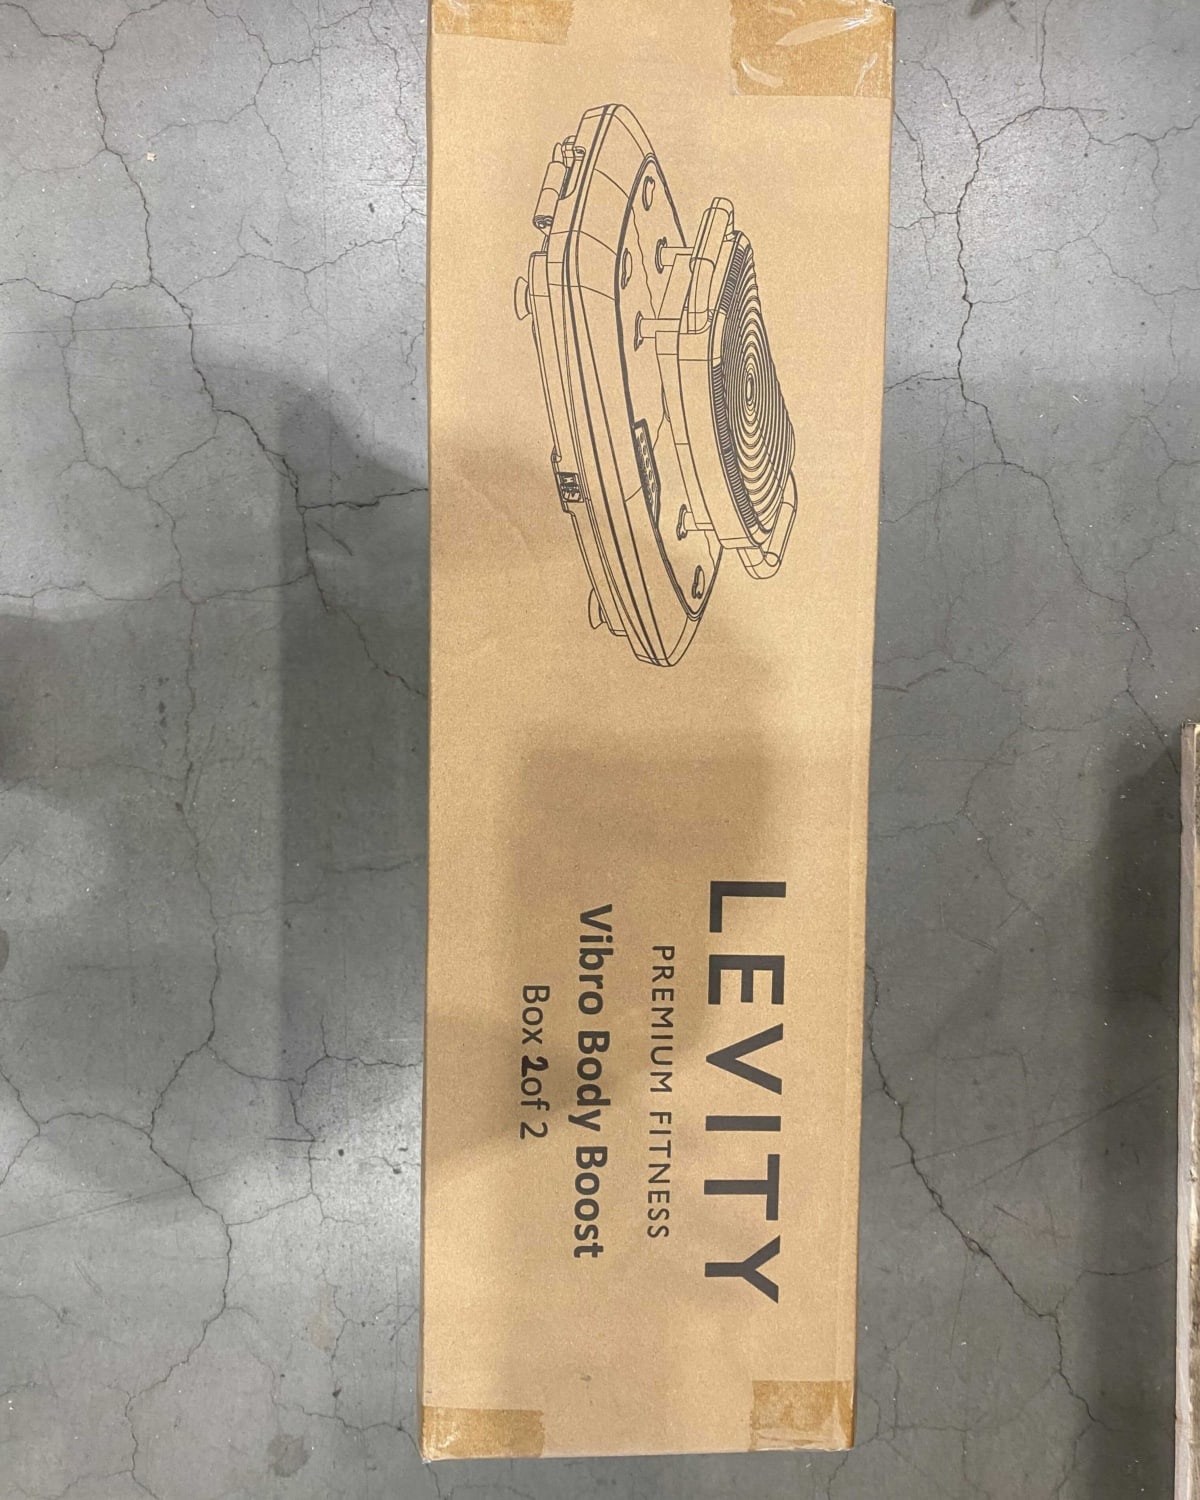 LEVITY
PREMIUM FITNESS
Vibro Body Boost
Box 2of 2